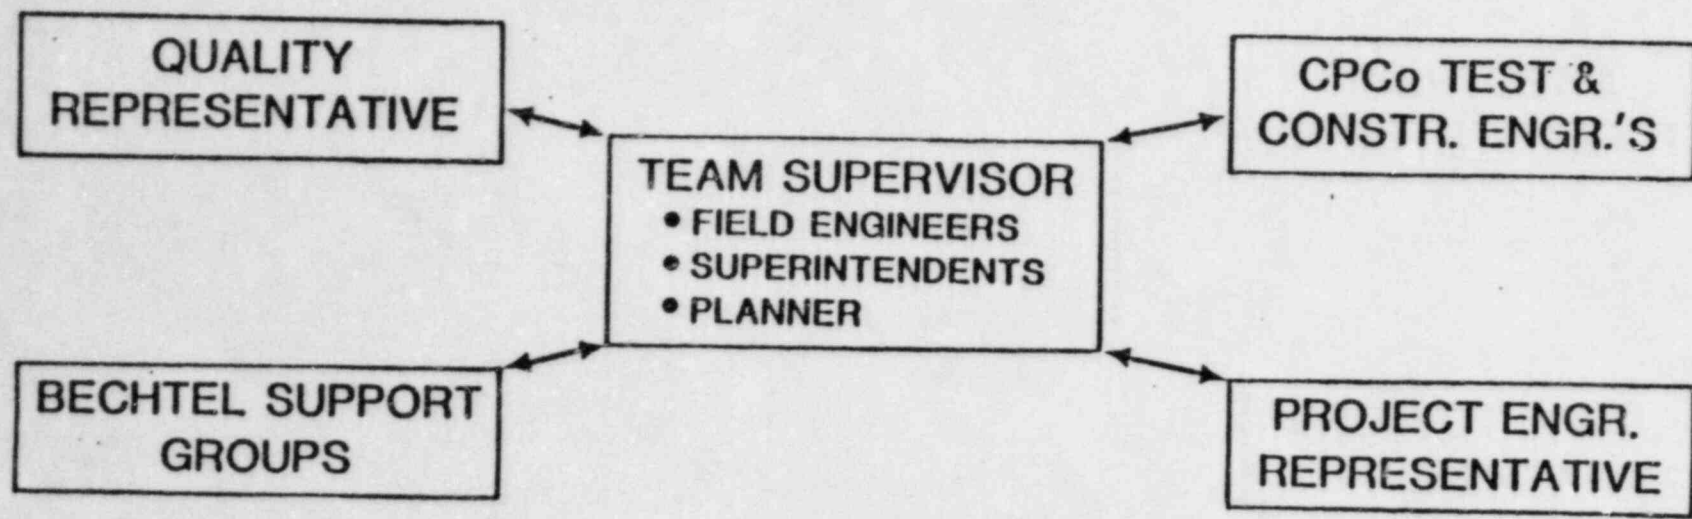 QUALITY
REPRESENTATIVE
CPCo TEST &
CONSTR. ENGR.'S
TEAM SUPERVISOR
• FIELD ENGINEERS
• SUPERINTENDENTS
• PLANNER
BECHTEL SUPPORT
GROUPS
PROJECT ENGR.
REPRESENTATIVE